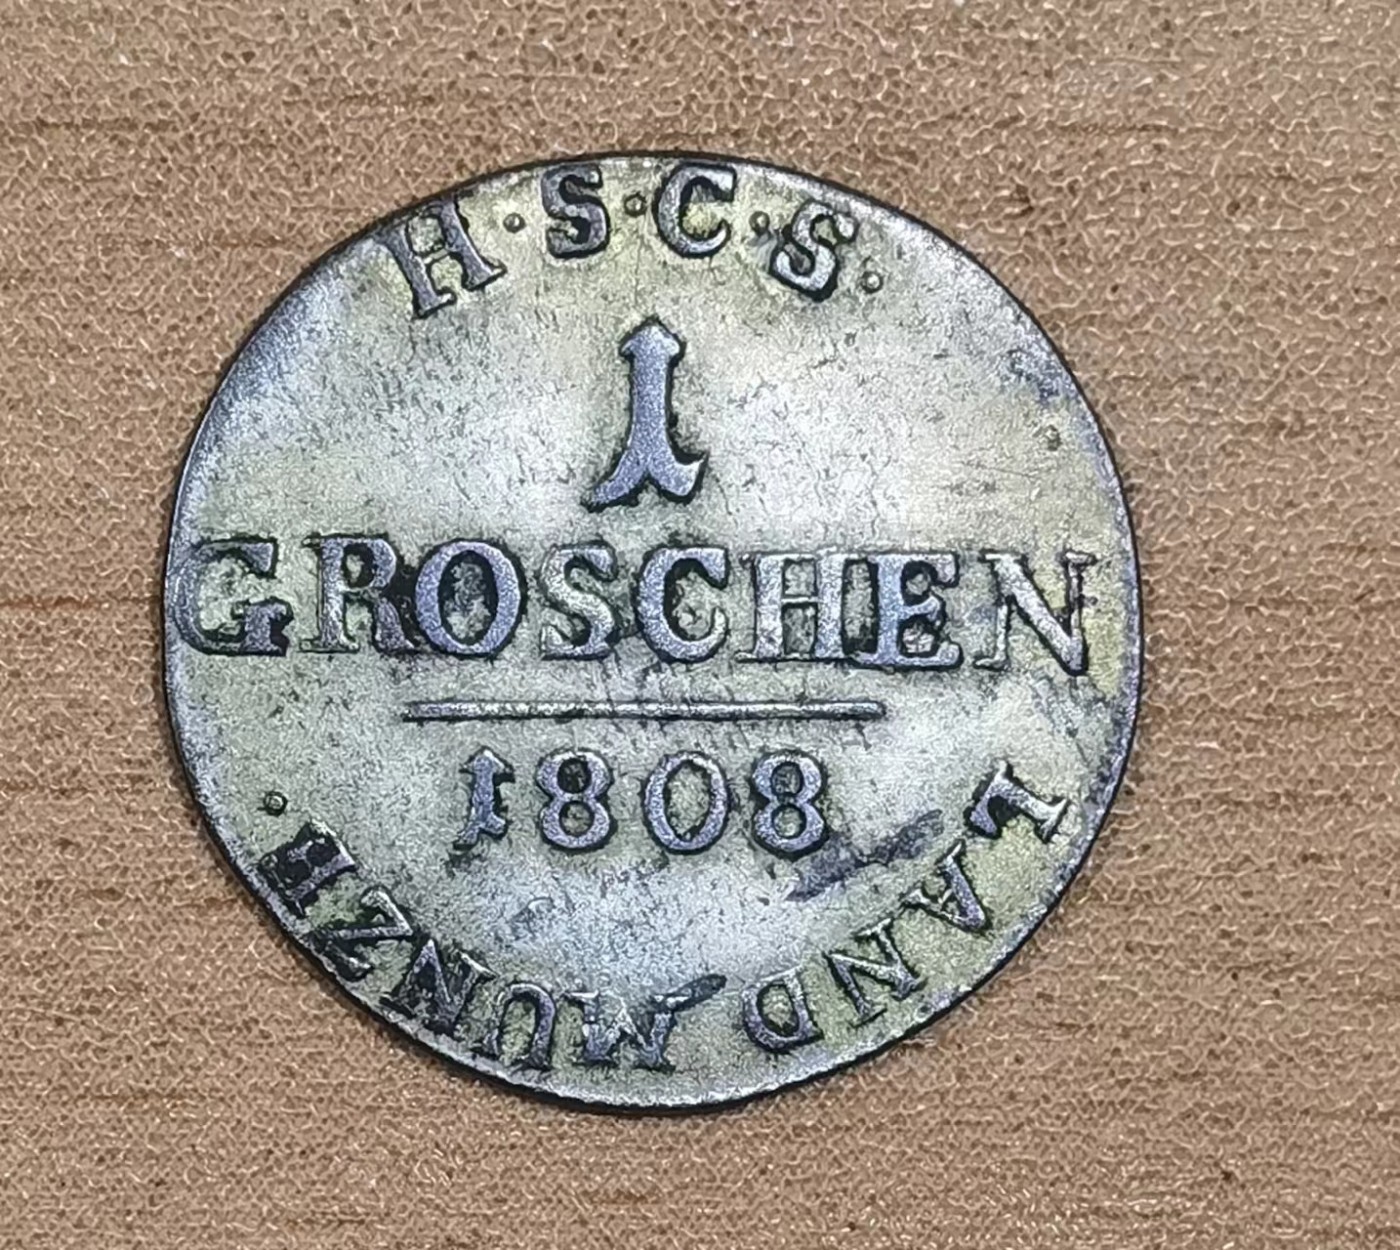 H·S·C·S·
1
GROSCHEN
1808
LAND MUNZE·